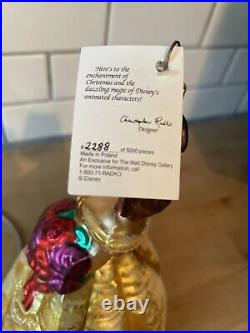 Here's to the
enchantment of
Christmas and the
dazzling magic of Disney's
animated characters!
Christopher Radko
Designer
# 2288 of 5000 pieces
Made in Poland
An Exclusive for The Walt Disney Gallery
For more information, call
1-800-71-RADKO
© Disney